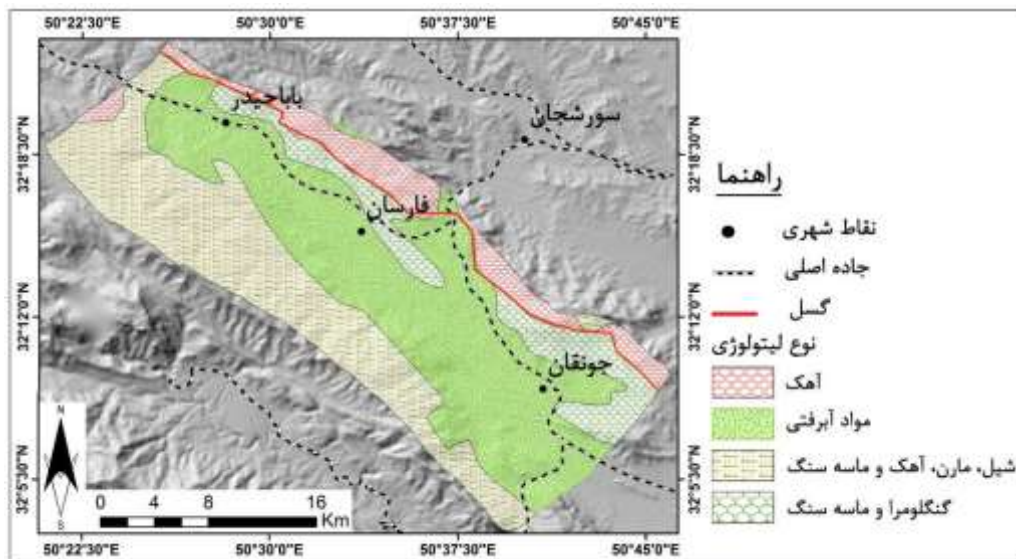 50°22'30"E 50°30'0"E 50°37'30"E 50°45'0"E
32°18'30"N
32°12'0"N
32°5'30"N
باباحیدر
سورشجان
فارسان
جونقان
N
S
0 4 8 16
Km
32°18'30"N
32°12'0"N
32°5'30"N
50°22'30"E 50°30'0"E 50°37'30"E 50°45'0"E
راهنما
نقاط شهری
جاده اصلی
گسل
نوع لیتولوژی
آهک
مواد آبرفتی
شیل، مارن، آهک و ماسه سنگ
گنگلومرا و ماسه سنگ